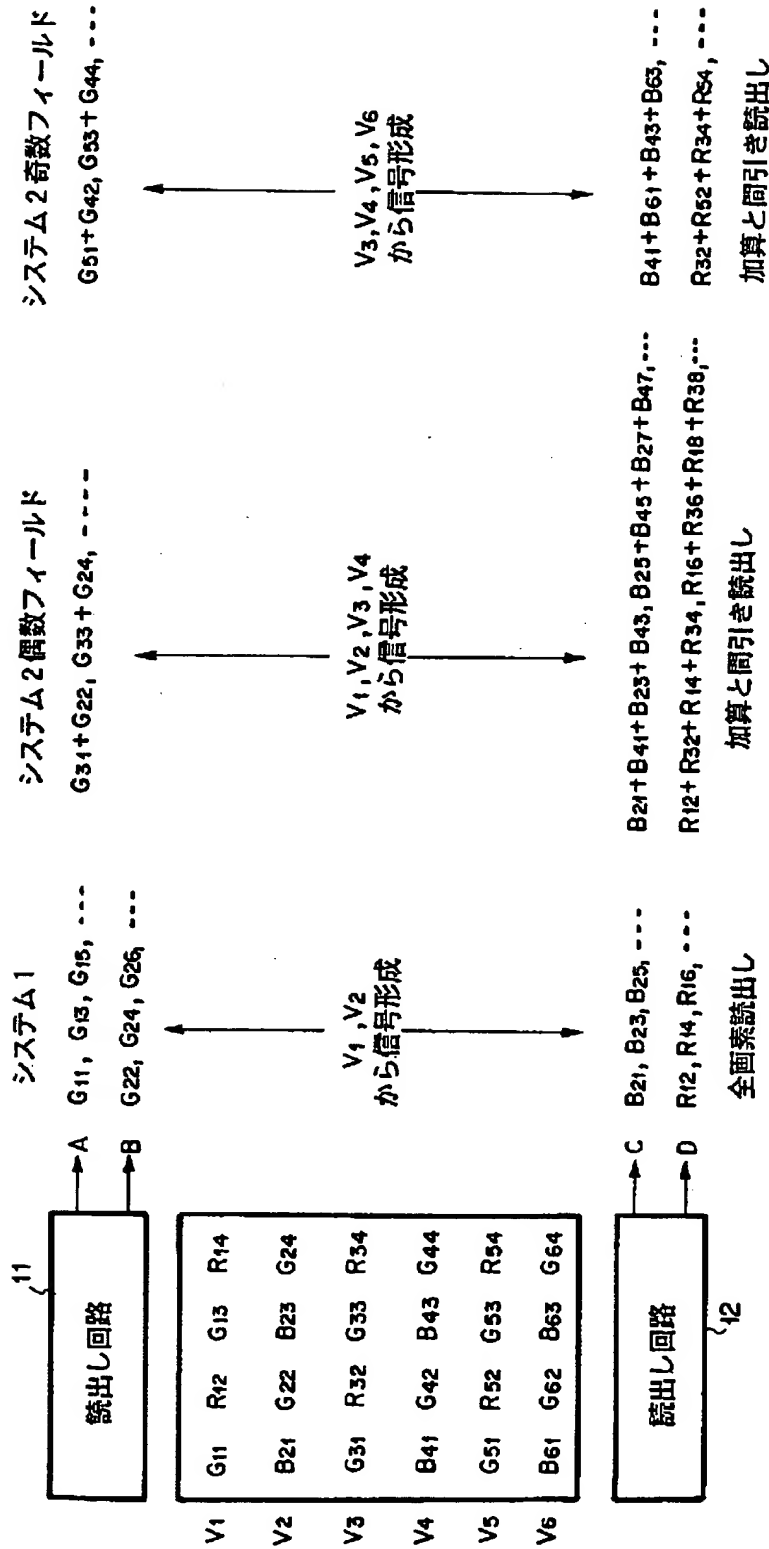 システム1
システム2偶数フィールド
システム2奇数フィールド
11
読出し回路
A G11, G13, G15, ---
B G22, G24, G26, ---
G31+G22, G33+G24, ----
G51+G42, G53+G44, ---
V1 G11 R12 G13 R14
V2 B21 G22 B23 G24
V3 G31 R32 G33 R34
V4 B41 G42 B43 G44
V5 G51 R52 G53 R54
V6 B61 G62 B63 G64
V1, V2
から信号形成
V1, V2, V3, V4
から信号形成
V3, V4, V5, V6
から信号形成
読出し回路
12
C B21, B23, B25, ---
D R12, R14, R16, ---
B21+B41+B23+B43, B25+B45+B27+B47, ---
R12+R32+R14+R34, R16+R36+R18+R38, ---
B41+B61+B43+B63, ---
R32+R52+R34+R54, ---
全画素読出し
加算と間引き読出し
加算と間引き読出し